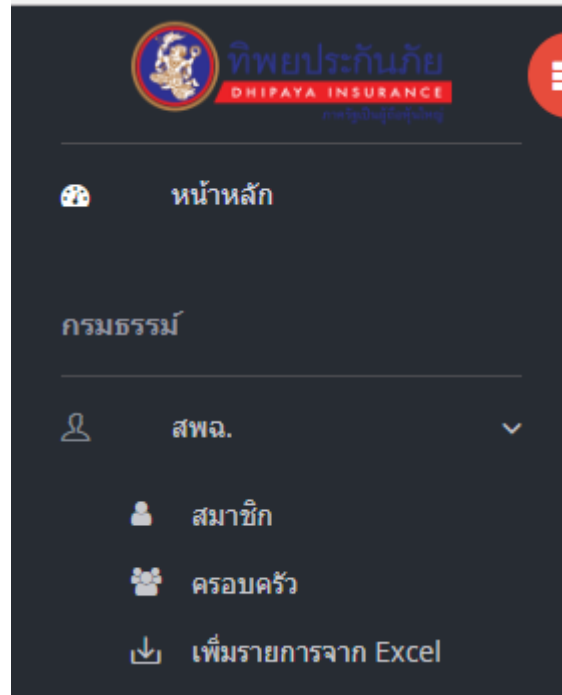 ทิพยประกันภัย
DHIPAYA INSURANCE
หน้าหลัก
กรมธรรม์
สพฉ.
สมาชิก
ครอบครัว
เพิ่มรายการจาก Excel